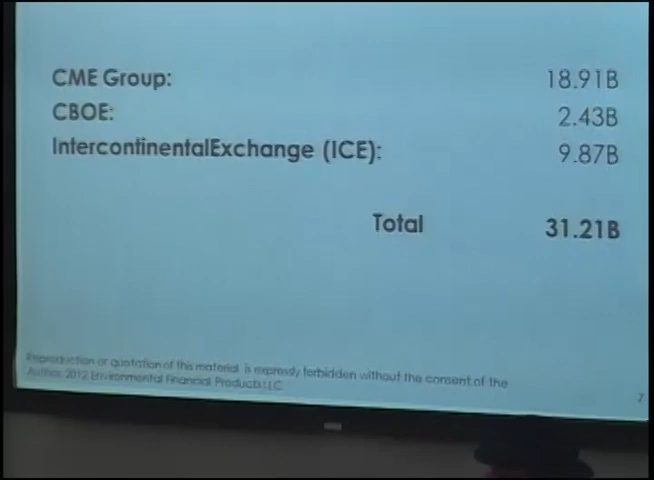 CME Group: 18.91B
CBOE: 2.43B
IntercontinentalExchange (ICE): 9.87B
Total 31.21B
Reproduction or quotation of this material is expressly forbidden without the consent of the
Author. 2012 Environmental Financial Products LLC
7